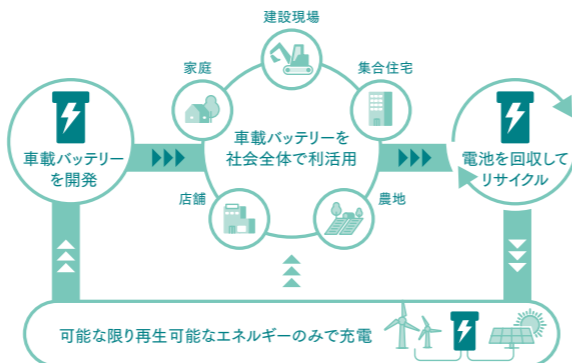 建設現場
家庭
集合住宅
車載バッテリー
を開発
車載バッテリーを
社会全体で利活用
電池を回収して
リサイクル
店舗
農地
可能な限り再生可能なエネルギーのみで充電